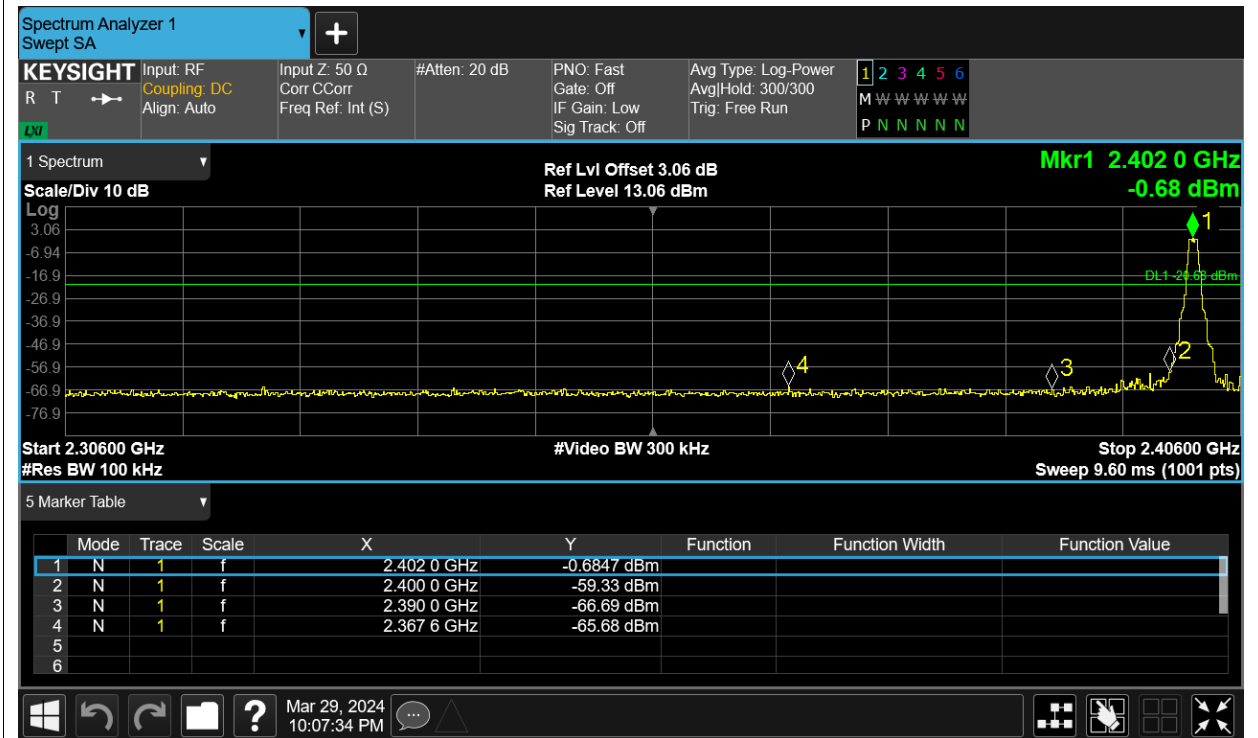 Spectrum Analyzer 1
Swept SA
+
KEYSIGHT
R T
LXI
Input: RF
Coupling: DC
Align: Auto
Input Z: 50 Ω
Corr CCorr
Freq Ref: Int (S)
#Atten: 20 dB
PNO: Fast
Gate: Off
IF Gain: Low
Sig Track: Off
Avg Type: Log-Power
Avg|Hold: 300/300
Trig: Free Run
1 2 3 4 5 6
M W W W W W
P N N N N N
1 Spectrum
Scale/Div 10 dB
Ref Lvl Offset 3.06 dB
Ref Level 13.06 dBm
Mkr1 2.402 0 GHz
-0.68 dBm
Log
3.06
-6.94
-16.9
-26.9
-36.9
-46.9
-56.9
-66.9
-76.9
1
DL1 -20.68 dBm
2
3
4
Start 2.30600 GHz
#Video BW 300 kHz
Stop 2.40600 GHz
#Res BW 100 kHz
Sweep 9.60 ms (1001 pts)
5 Marker Table
Mode Trace Scale X Y Function Function Width Function Value
1 N 1 f 2.402 0 GHz -0.6847 dBm
2 N 1 f 2.400 0 GHz -59.33 dBm
3 N 1 f 2.390 0 GHz -66.69 dBm
4 N 1 f 2.367 6 GHz -65.68 dBm
5
6
?
Mar 29, 2024
10:07:34 PM